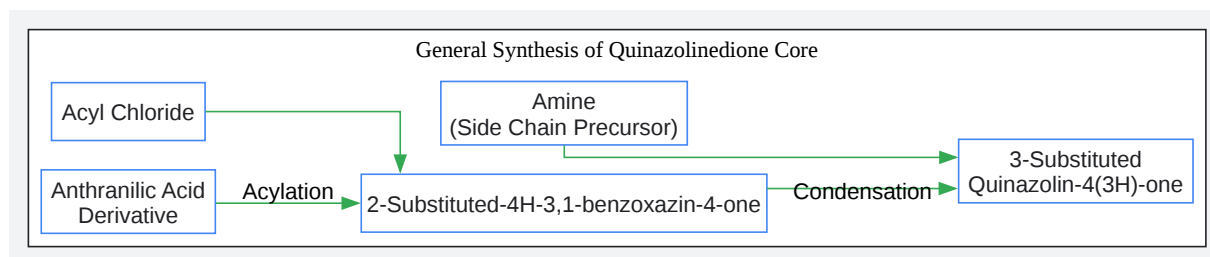 General Synthesis of Quinazolinedione Core
Acyl Chloride
Amine
(Side Chain Precursor)
3-Substituted
Quinazolin-4(3H)-one
Anthranilic Acid
Derivative
Acylation
2-Substituted-4H-3,1-benzoxazin-4-one
Condensation